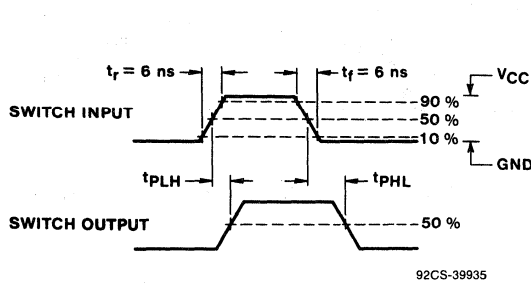 tr = 6 ns
tf = 6 ns
VCC
90 %
SWITCH INPUT
50 %
10 %
GND
tPLH
tPHL
SWITCH OUTPUT
50 %
92CS-39935